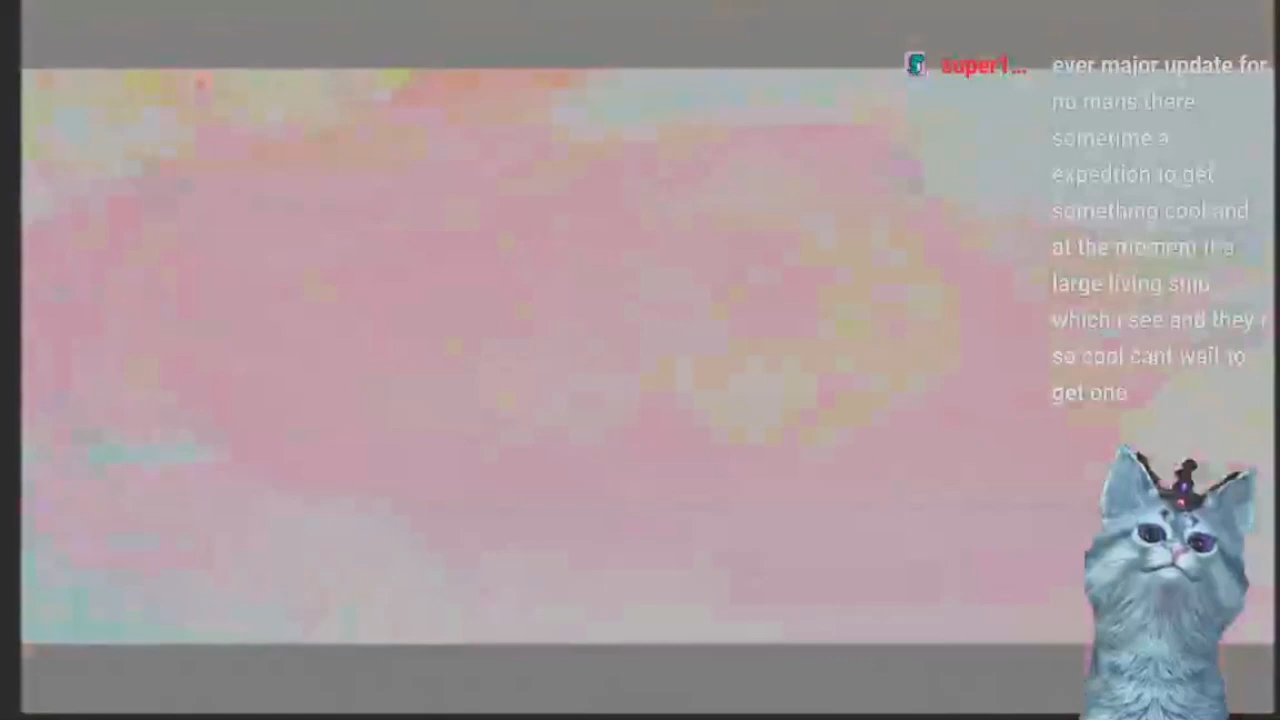 super1...
ever major update for
no mans there
sometime a
expedtion to get
something cool and
at the moment it a
large living ship
which i see and they r
so cool cant wait to
get one